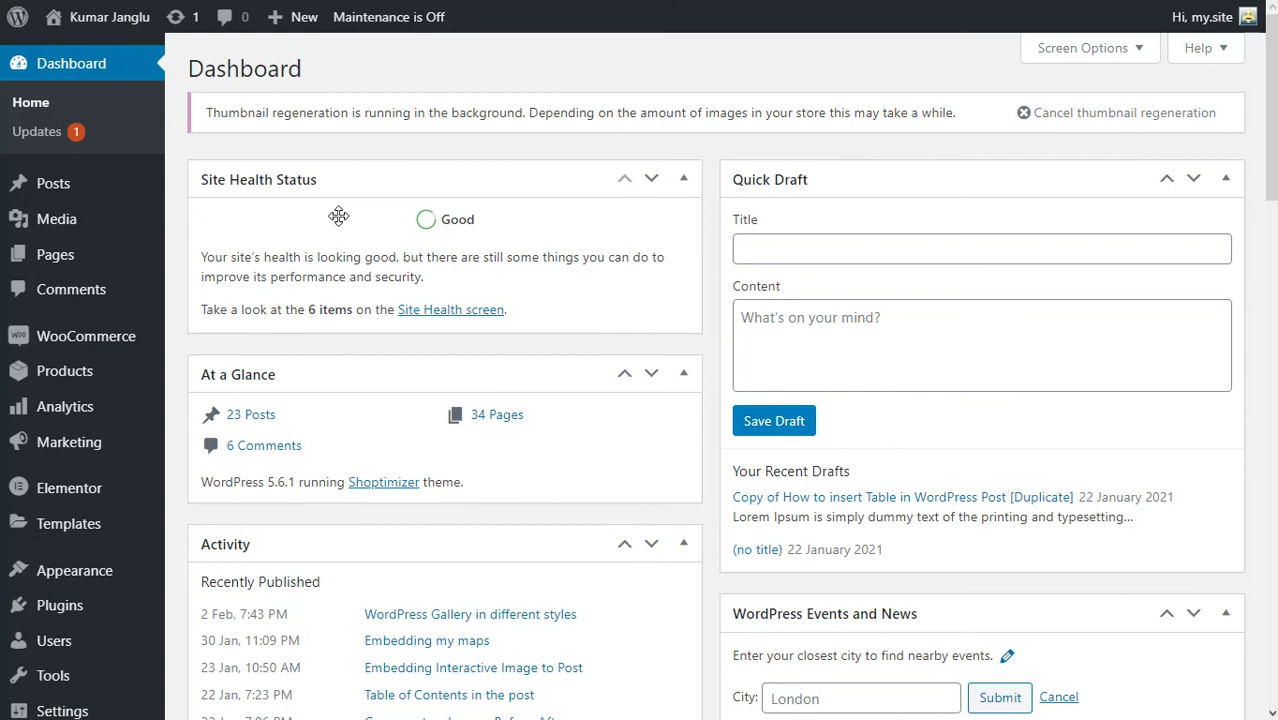 Kumar Janglu 1 0 New Maintenance is Off Hi, my.site
Screen Options Help
Dashboard
Home
Updates 1
Posts
Media
Pages
Comments
WooCommerce
Products
Analytics
Marketing
Elementor
Templates
Appearance
Plugins
Users
Tools
Settings
Dashboard
Thumbnail regeneration is running in the background. Depending on the amount of images in your store this may take a while. Cancel thumbnail regeneration
Site Health Status
Good
Your site's health is looking good, but there are still some things you can do to
improve its performance and security.
Take a look at the 6 items on the Site Health screen.
At a Glance
23 Posts 34 Pages
6 Comments
WordPress 5.6.1 running Shoptimizer theme.
Activity
Recently Published
2 Feb, 7:43 PM WordPress Gallery in different styles
30 Jan, 11:09 PM Embedding my maps
23 Jan, 10:50 AM Embedding Interactive Image to Post
22 Jan, 7:23 PM Table of Contents in the post
Quick Draft
Title
Content
What's on your mind?
Save Draft
Your Recent Drafts
Copy of How to insert Table in WordPress Post [Duplicate] 22 January 2021
Lorem Ipsum is simply dummy text of the printing and typesetting…
(no title) 22 January 2021
WordPress Events and News
Enter your closest city to find nearby events.
City: London Submit Cancel